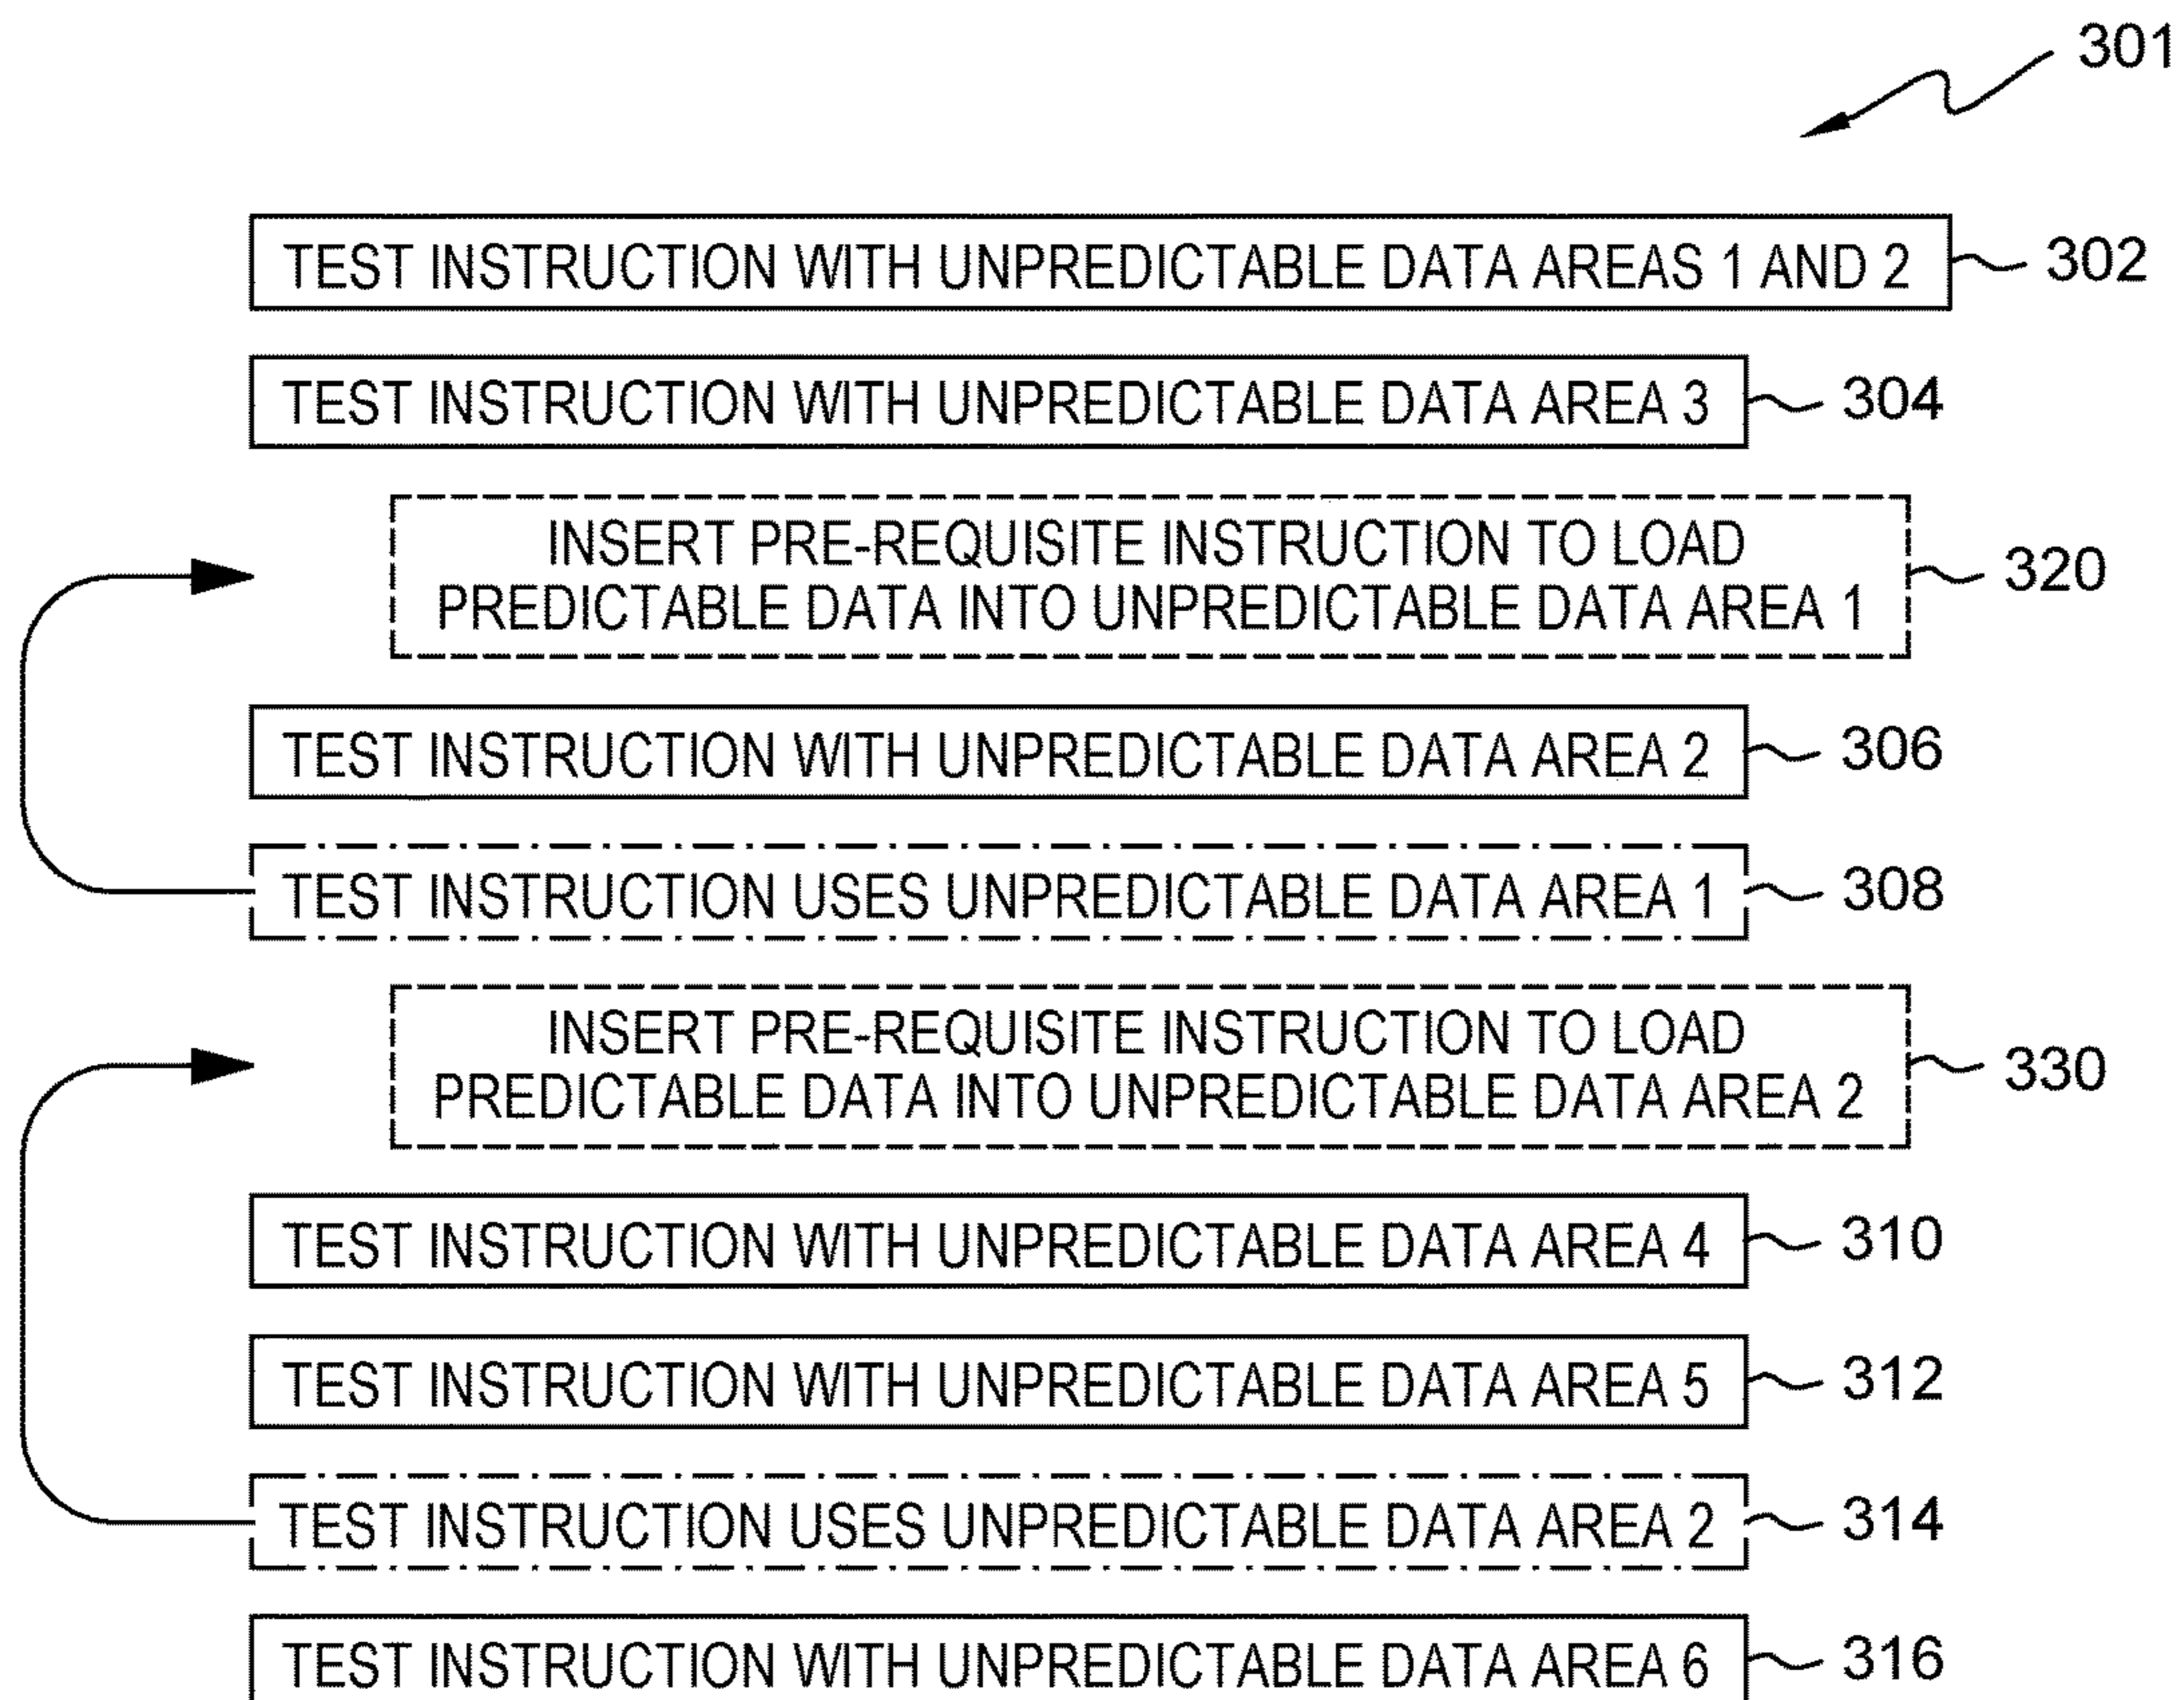 301
TEST INSTRUCTION WITH UNPREDICTABLE DATA AREAS 1 AND 2 302
TEST INSTRUCTION WITH UNPREDICTABLE DATA AREA 3 304
INSERT PRE-REQUISITE INSTRUCTION TO LOAD
PREDICTABLE DATA INTO UNPREDICTABLE DATA AREA 1
320
TEST INSTRUCTION WITH UNPREDICTABLE DATA AREA 2 306
TEST INSTRUCTION USES UNPREDICTABLE DATA AREA 1 308
INSERT PRE-REQUISITE INSTRUCTION TO LOAD
PREDICTABLE DATA INTO UNPREDICTABLE DATA AREA 2
330
TEST INSTRUCTION WITH UNPREDICTABLE DATA AREA 4 310
TEST INSTRUCTION WITH UNPREDICTABLE DATA AREA 5 312
TEST INSTRUCTION USES UNPREDICTABLE DATA AREA 2 314
TEST INSTRUCTION WITH UNPREDICTABLE DATA AREA 6 316